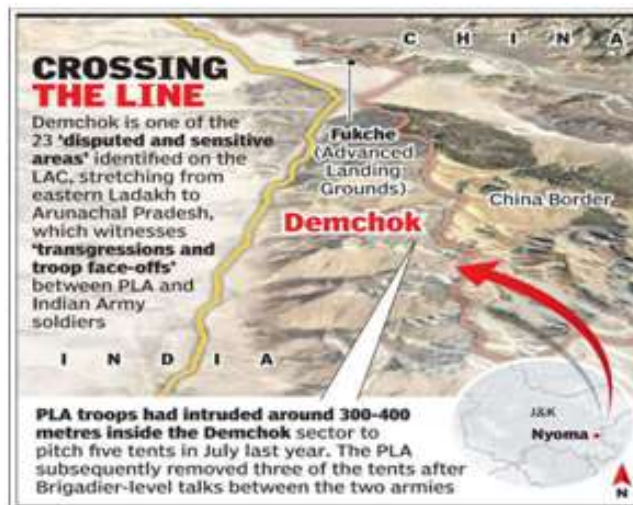 CHINA
CROSSING
THE LINE
Demchok is one of the
23 'disputed and sensitive
areas' identified on the
LAC, stretching from
eastern Ladakh to
Arunachal Pradesh,
which witnesses
'transgressions and
troop face-offs'
between PLA and
Indian Army
soldiers
Fukche
(Advanced
Landing
Grounds)
China Border
Demchok
INDIA
PLA troops had intruded around 300-400
metres inside the Demchok sector to
pitch five tents in July last year. The PLA
subsequently removed three of the tents after
Brigadier-level talks between the two armies
J&K
Nyoma
N